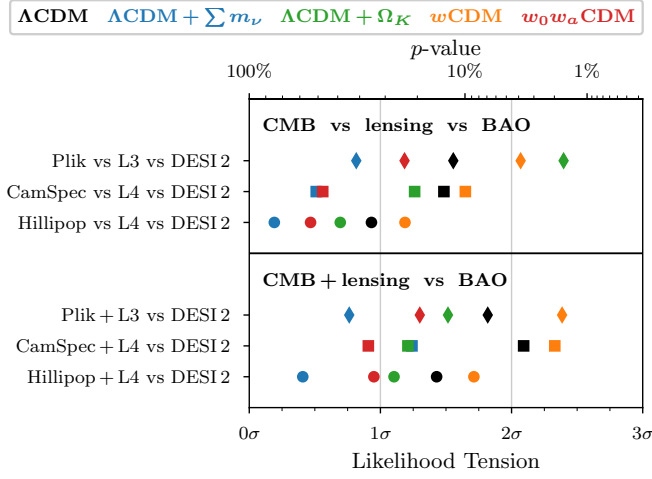 ΛCDM ΛCDM + ∑ mν ΛCDM + ΩK wCDM w0waCDM
p-value
100% 10% 1%
CMB vs lensing vs BAO
Plik vs L3 vs DESI 2
CamSpec vs L4 vs DESI 2
Hillipop vs L4 vs DESI 2
CMB + lensing vs BAO
Plik + L3 vs DESI 2
CamSpec + L4 vs DESI 2
Hillipop + L4 vs DESI 2
0σ 1σ 2σ 3σ
Likelihood Tension